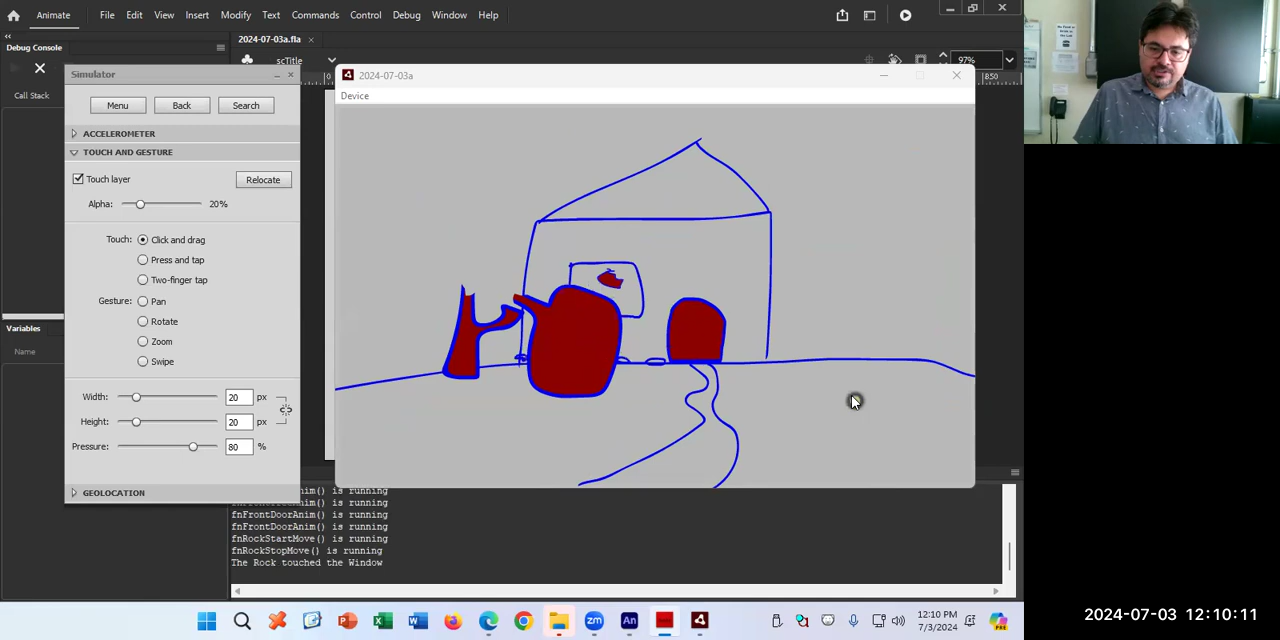 Animate
File Edit View Insert Modify Text Commands Control Debug Window Help
Debug Console
2024-07-03a.fla
scTitle
97%
Call Stack
Simulator
Menu Back Search
ACCELEROMETER
TOUCH AND GESTURE
Touch layer
Relocate
Alpha: 20%
Touch: Click and drag
Press and tap
Two-finger tap
Gesture: Pan
Rotate
Zoom
Swipe
Width: 20 px
Height: 20 px
Pressure: 80 %
GEOLOCATION
Variables
Name
2024-07-03a
Device
850
fnFrontDoorAnim() is running
fnFrontDoorAnim() is running
fnRockStartMove() is running
fnRockStopMove() is running
The Rock touched the Window
12:10 PM
7/3/2024
2024-07-03 12:10:11